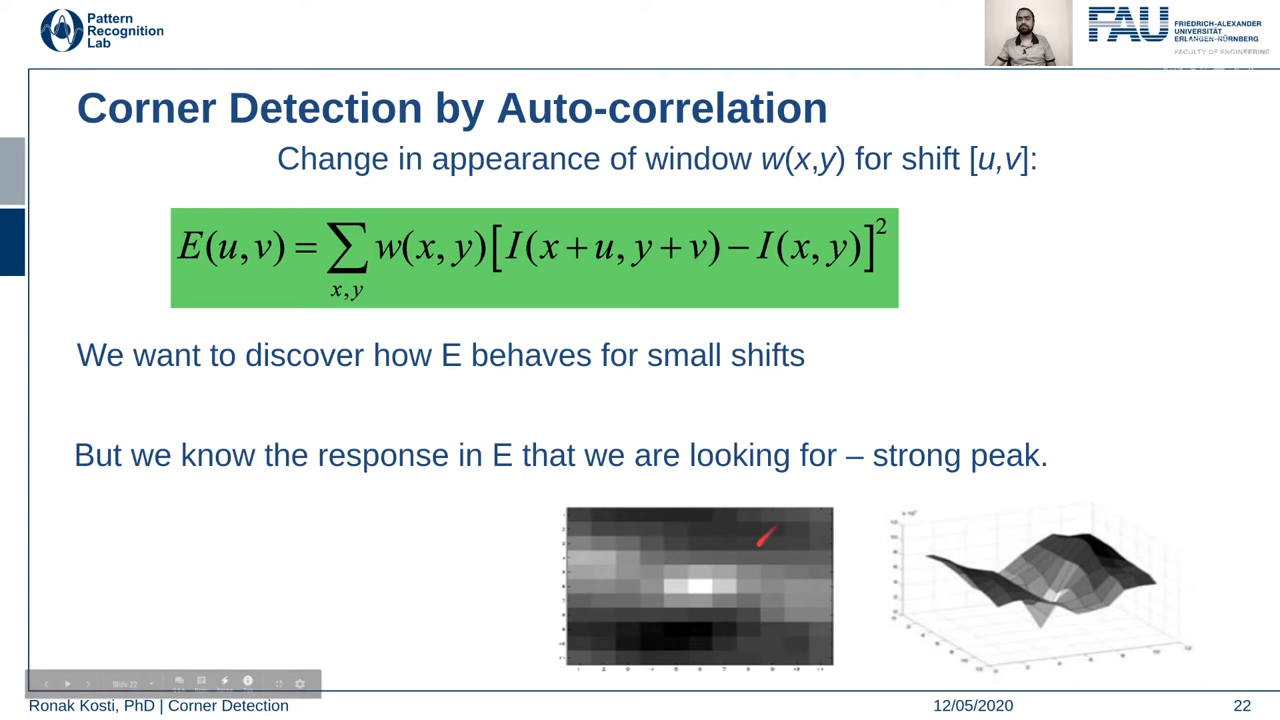 Pattern
Recognition
Lab
FAU
FRIEDRICH-ALEXANDER
UNIVERSITÄT
ERLANGEN-NÜRNBERG
FACULTY OF ENGINEERING
Corner Detection by Auto-correlation
Change in appearance of window w(x,y) for shift [u,v]:
E(u,v) = ∑ w(x,y)[I(x+u, y+v) − I(x,y)]²
x,y
We want to discover how E behaves for small shifts
But we know the response in E that we are looking for – strong peak.
Slide 22
Ronak Kosti, PhD | Corner Detection
12/05/2020
22